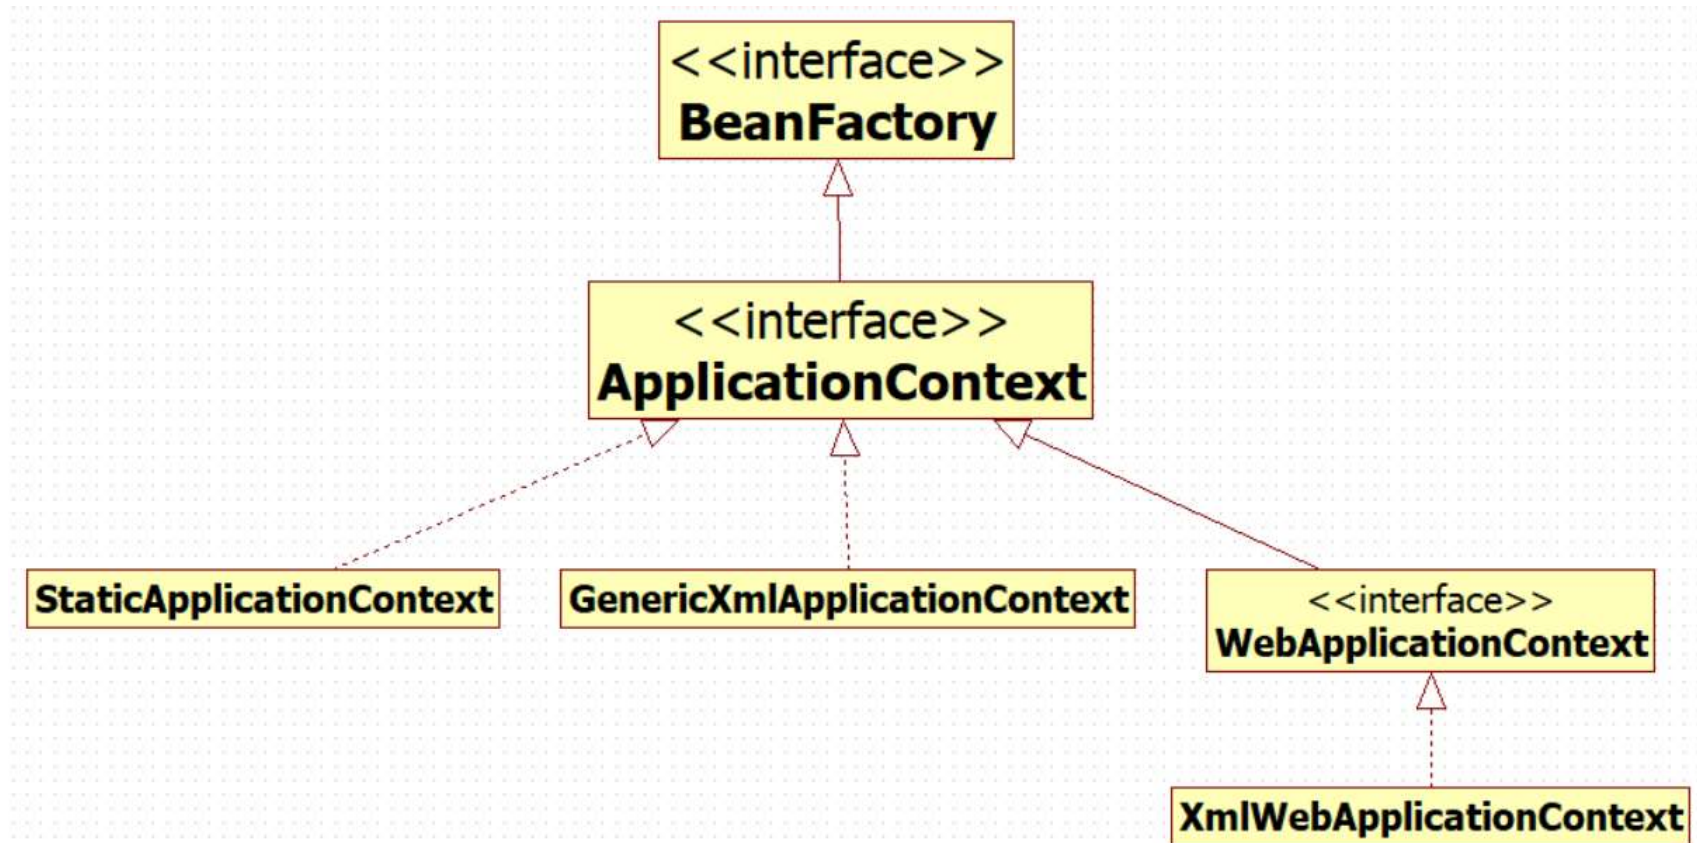 <<interface>>
BeanFactory
<<interface>>
ApplicationContext
StaticApplicationContext
GenericXmlApplicationContext
<<interface>>
WebApplicationContext
XmlWebApplicationContext